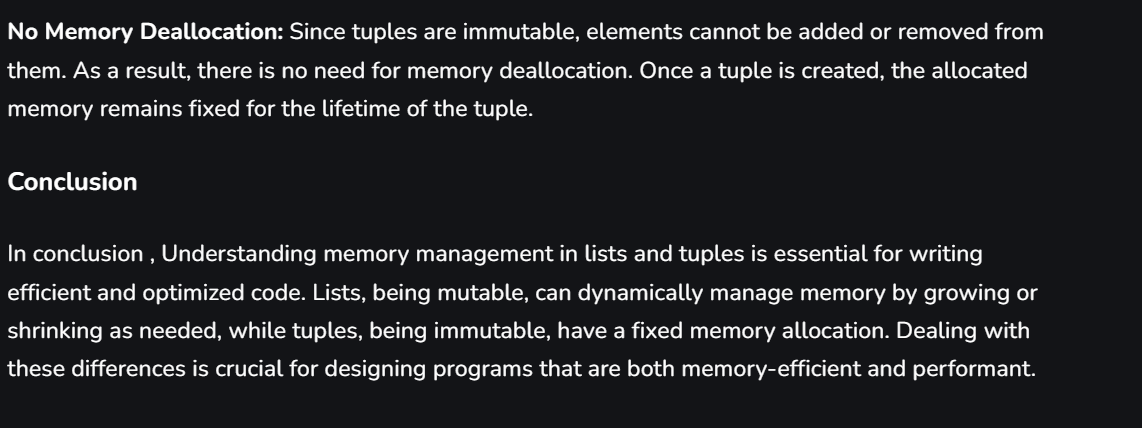 No Memory Deallocation: Since tuples are immutable, elements cannot be added or removed from
them. As a result, there is no need for memory deallocation. Once a tuple is created, the allocated
memory remains fixed for the lifetime of the tuple.
Conclusion
In conclusion , Understanding memory management in lists and tuples is essential for writing
efficient and optimized code. Lists, being mutable, can dynamically manage memory by growing or
shrinking as needed, while tuples, being immutable, have a fixed memory allocation. Dealing with
these differences is crucial for designing programs that are both memory-efficient and performant.